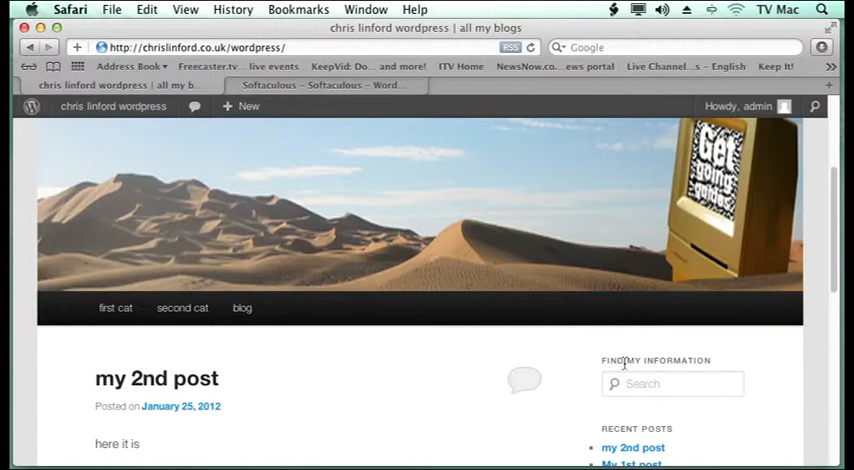 Safari File Edit View History Bookmarks Window Help TV Mac
chris linford wordpress | all my blogs
http://chrislinford.co.uk/wordpress/ RSS Google
Address Book Freecaster.tv... live events KeepVid: Do... and more! ITV Home NewsNow.co...ews portal Live Channel...s – English Keep It!
chris linford wordpress | all my b... Softaculous – Softaculous – Word...
chris linford wordpress New Howdy, admin
Get
going
guides
first cat second cat blog
FIND MY INFORMATION
Search
my 2nd post
Posted on January 25, 2012
here it is
RECENT POSTS
my 2nd post
My 1st post